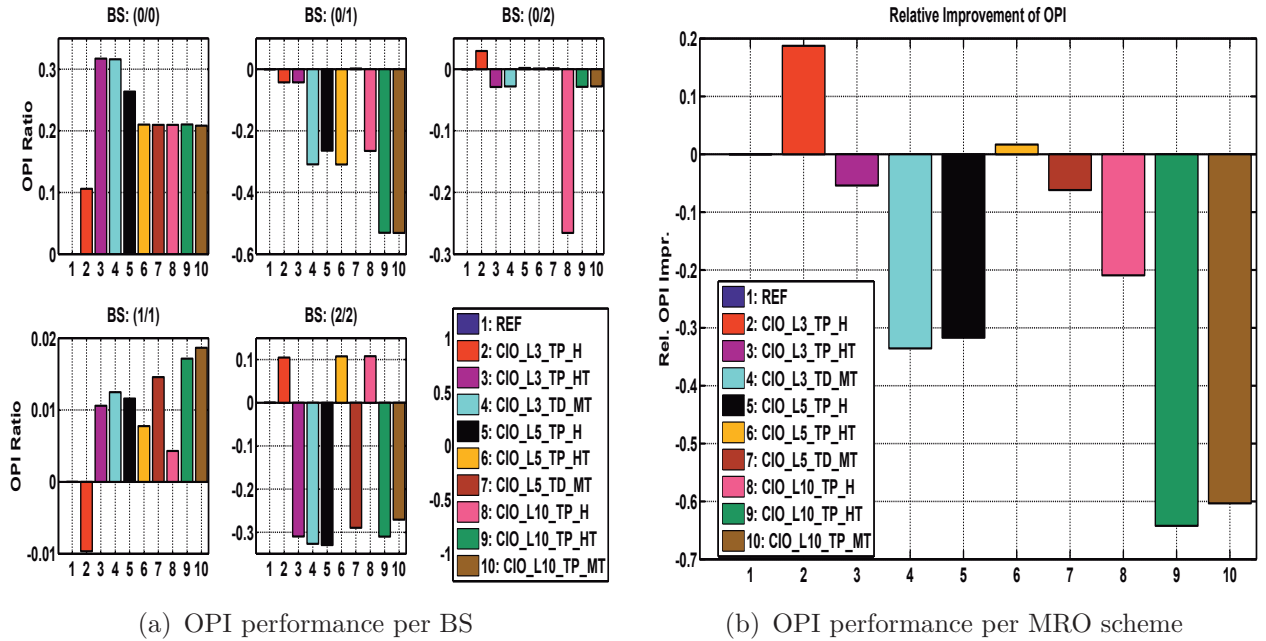 BS: (0/0)
OPI Ratio
0.3
0.2
0.1
0
1 2 3 4 5 6 7 8 9 10
BS: (0/1)
0
-0.2
-0.4
-0.6
1 2 3 4 5 6 7 8 9 10
BS: (0/2)
0
-0.1
-0.2
-0.3
1 2 3 4 5 6 7 8 9 10
BS: (1/1)
OPI Ratio
0.02
0.01
0
-0.01
1 2 3 4 5 6 7 8 9 10
BS: (2/2)
0.1
0
-0.1
-0.2
-0.3
1 2 3 4 5 6 7 8 9 10
1
0.5
0
-0.5
-1
1: REF
2: CIO_L3_TP_H
3: CIO_L3_TP_HT
4: CIO_L3_TD_MT
5: CIO_L5_TP_H
6: CIO_L5_TP_HT
7: CIO_L5_TD_MT
8: CIO_L10_TP_H
9: CIO_L10_TP_HT
10: CIO_L10_TP_MT
(a) OPI performance per BS
Relative Improvement of OPI
Rel. OPI Impr.
0.2
0.1
0
-0.1
-0.2
-0.3
-0.4
-0.5
-0.6
-0.7
1 2 3 4 5 6 7 8 9 10
1: REF
2: CIO_L3_TP_H
3: CIO_L3_TP_HT
4: CIO_L3_TD_MT
5: CIO_L5_TP_H
6: CIO_L5_TP_HT
7: CIO_L5_TD_MT
8: CIO_L10_TP_H
9: CIO_L10_TP_HT
10: CIO_L10_TP_MT
(b) OPI performance per MRO scheme